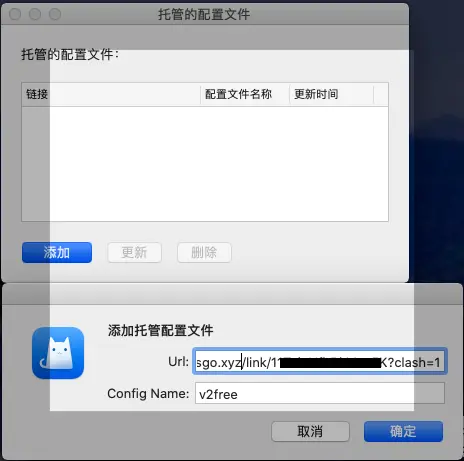 托管的配置文件
托管的配置文件：
链接 配置文件名称 更新时间
添加 更新 删除
添加托管配置文件
Url: sgo.xyz/link/11 K?clash=1
Config Name: v2free
取消 确定